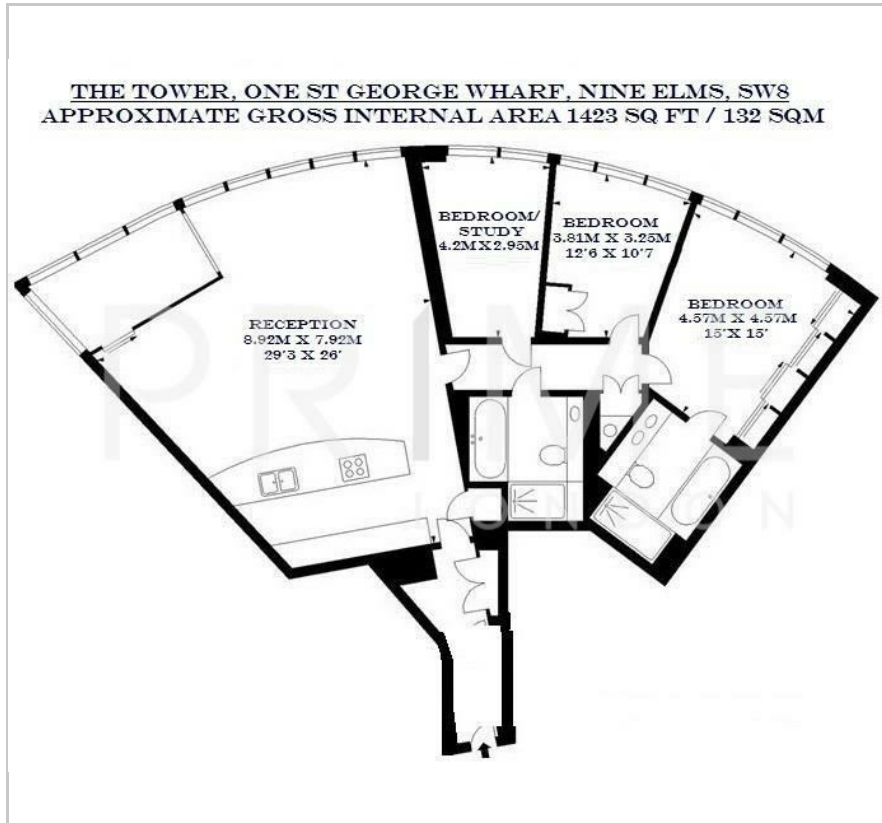 THE TOWER, ONE ST GEORGE WHARF, NINE ELMS, SW8
APPROXIMATE GROSS INTERNAL AREA 1423 SQ FT / 132 SQM
BEDROOM/
STUDY
4.2M X 2.95M
BEDROOM
3.81M X 3.25M
12'6 X 10'7
BEDROOM
4.57M X 4.57M
15'X 15'
RECEPTION
8.92M X 7.92M
29'3 X 26'
PRIME
LONDON